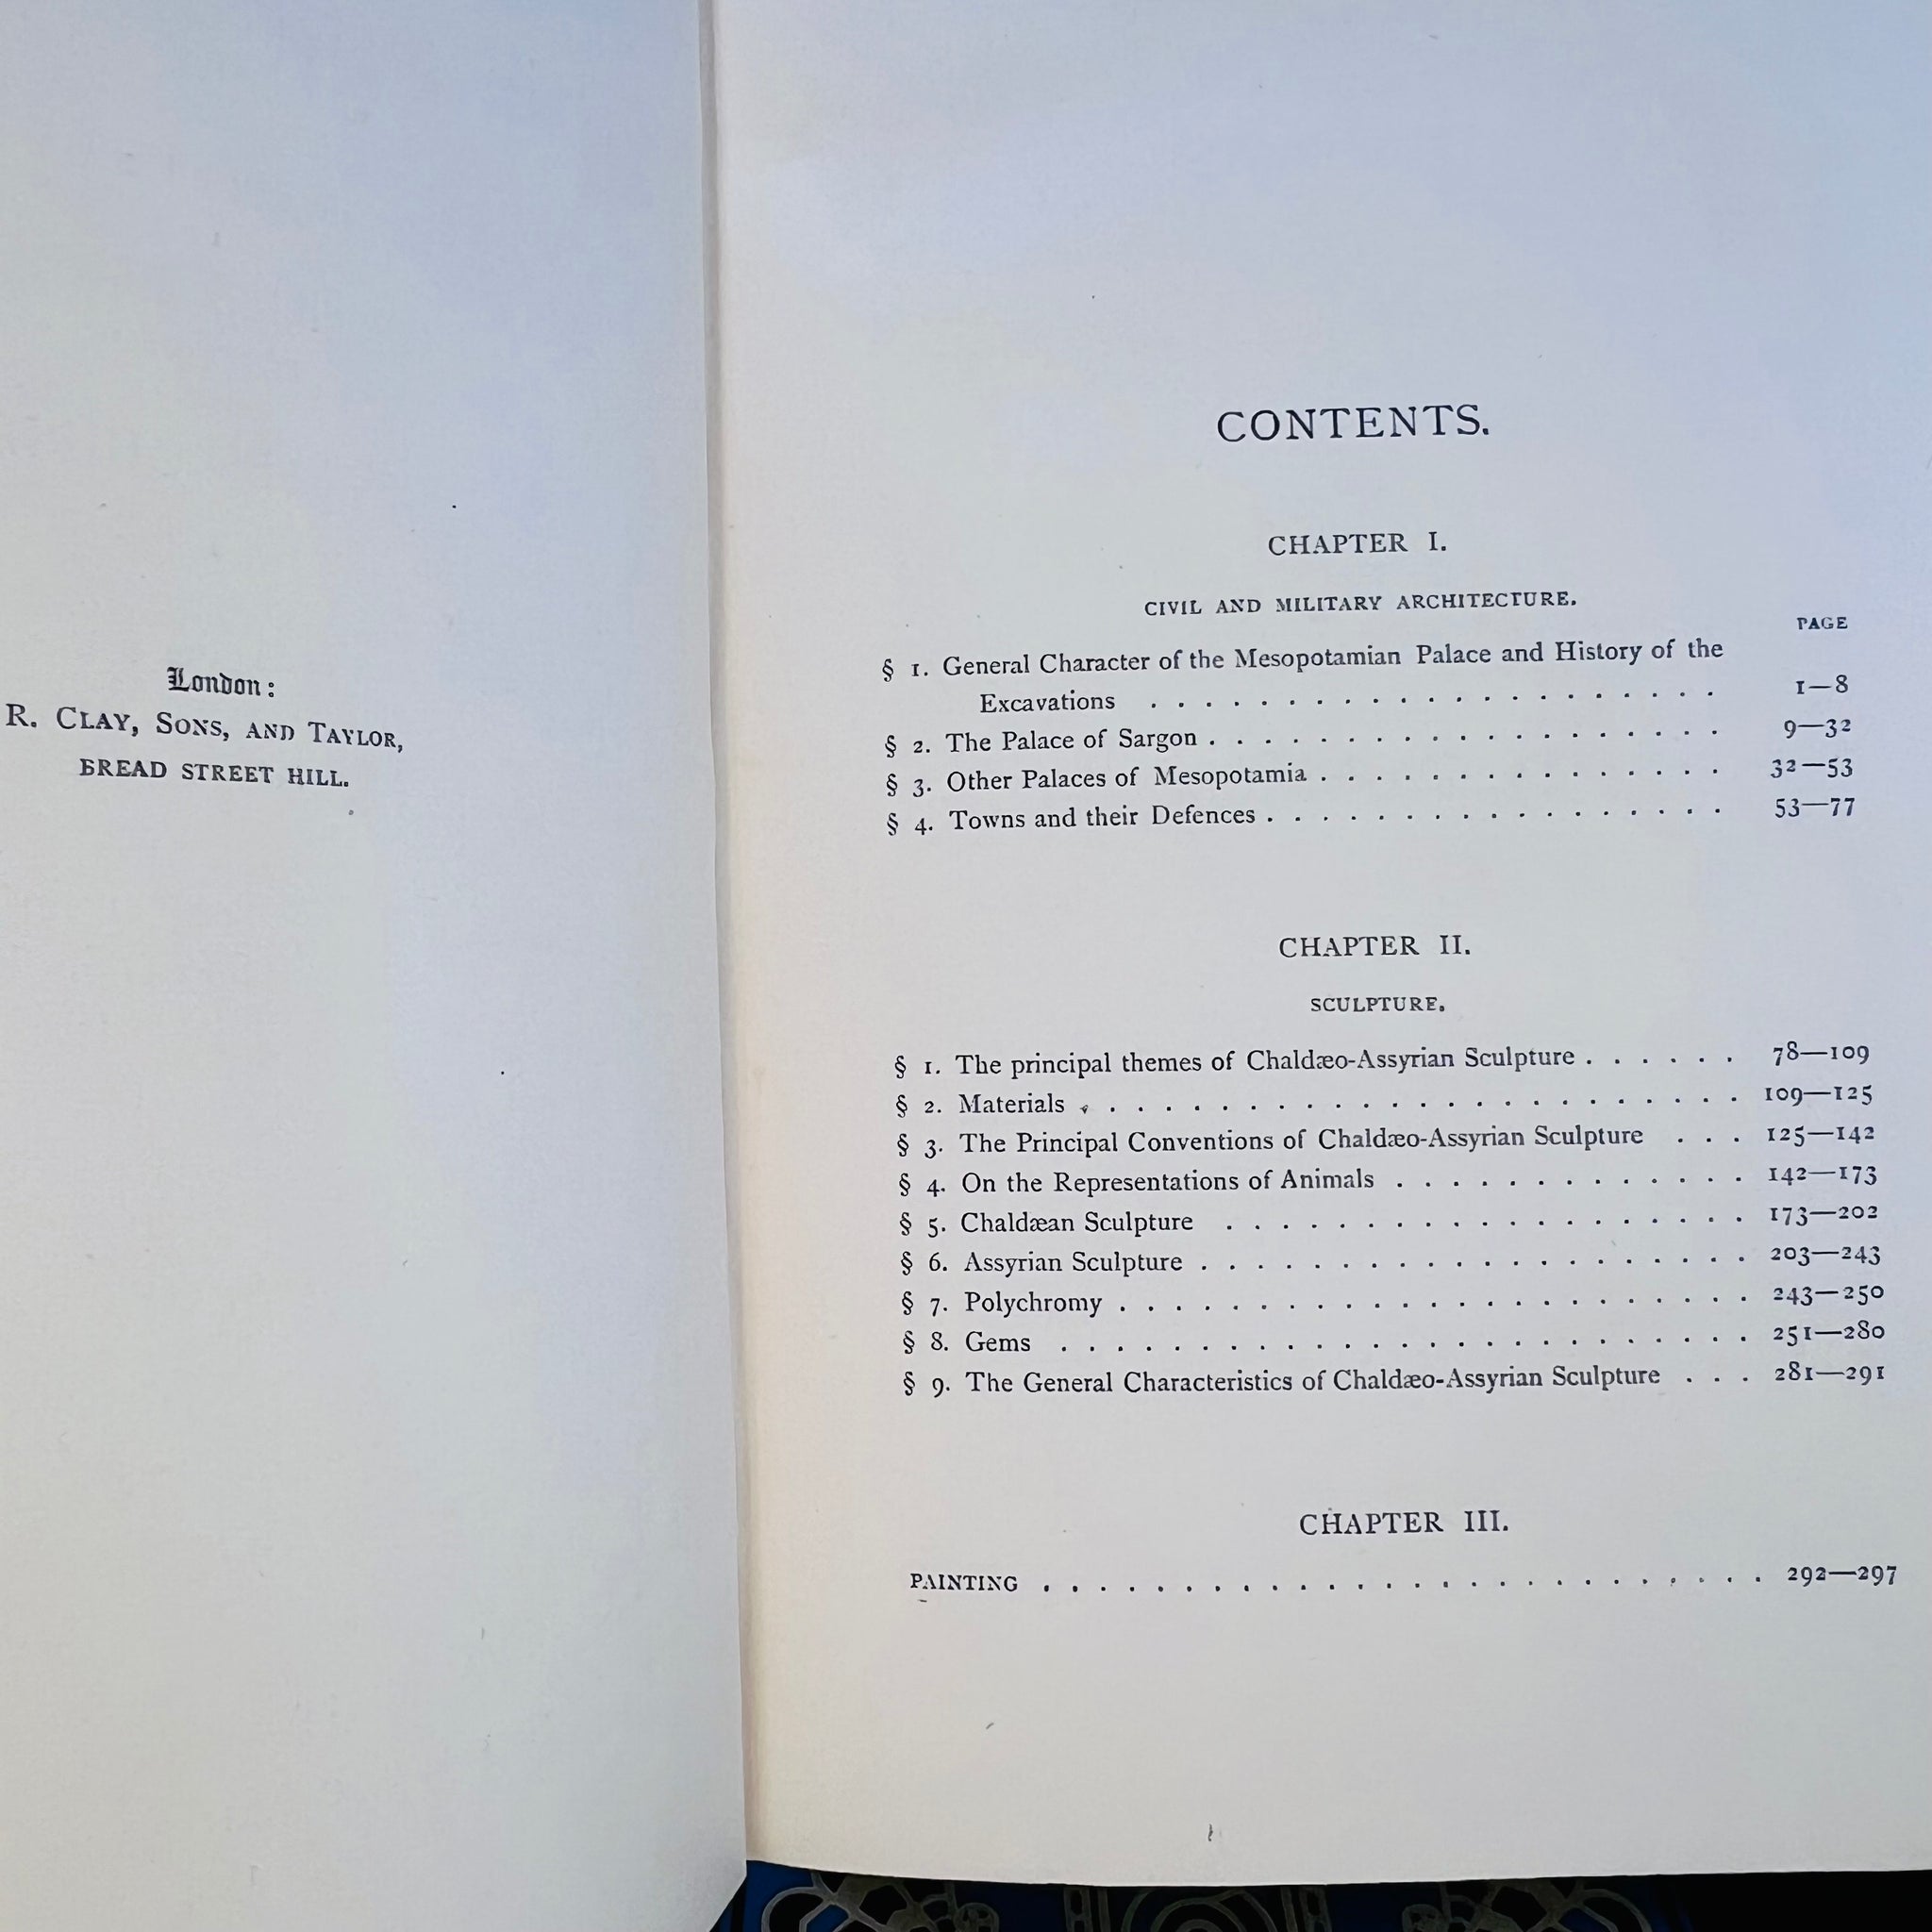 London:
R. CLAY, SONS, AND TAYLOR,
BREAD STREET HILL.
CONTENTS.
CHAPTER I.
CIVIL AND MILITARY ARCHITECTURE.
PAGE
§ 1. General Character of the Mesopotamian Palace and History of the
Excavations . . . . . . . . . . . . . . . . . . . . . 1—8
§ 2. The Palace of Sargon . . . . . . . . . . . . . . . . . . . 9—32
§ 3. Other Palaces of Mesopotamia . . . . . . . . . . . . . . . 32—53
§ 4. Towns and their Defences . . . . . . . . . . . . . . . . . 53—77
CHAPTER II.
SCULPTURE.
§ 1. The principal themes of Chaldæo-Assyrian Sculpture . . . . . . 78—109
§ 2. Materials . . . . . . . . . . . . . . . . . . . . . . . . 109—125
§ 3. The Principal Conventions of Chaldæo-Assyrian Sculpture . . . 125—142
§ 4. On the Representations of Animals . . . . . . . . . . . . . 142—173
§ 5. Chaldæan Sculpture . . . . . . . . . . . . . . . . . . . 173—202
§ 6. Assyrian Sculpture . . . . . . . . . . . . . . . . . . . . 203—243
§ 7. Polychromy . . . . . . . . . . . . . . . . . . . . . . . 243—250
§ 8. Gems . . . . . . . . . . . . . . . . . . . . . . . . . 251—280
§ 9. The General Characteristics of Chaldæo-Assyrian Sculpture . . . 281—291
CHAPTER III.
PAINTING . . . . . . . . . . . . . . . . . . . . . . . . . . 292—297